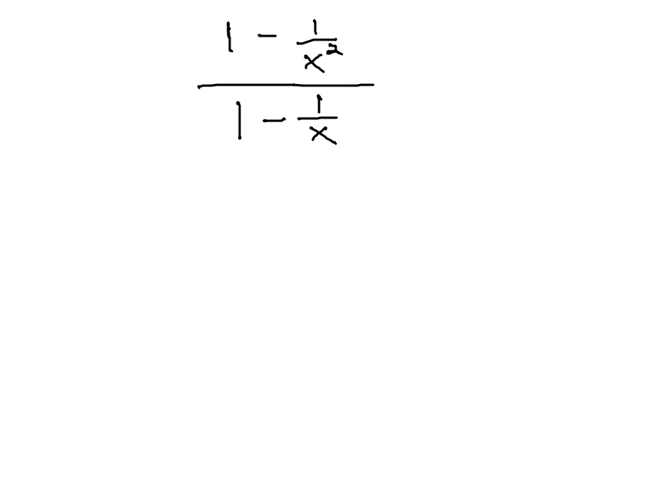 1 - 1/x²
1 - 1/x